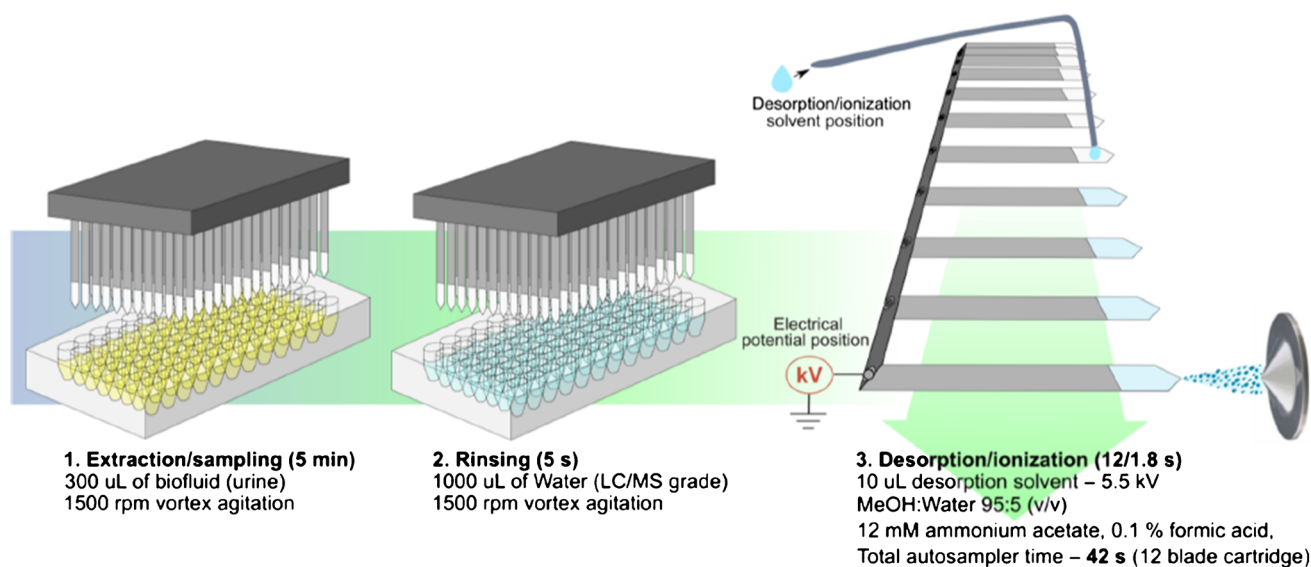 Desorption/ionization
solvent position
Electrical
potential position
kV
1. Extraction/sampling (5 min)
300 uL of biofluid (urine)
1500 rpm vortex agitation
2. Rinsing (5 s)
1000 uL of Water (LC/MS grade)
1500 rpm vortex agitation
3. Desorption/ionization (12/1.8 s)
10 uL desorption solvent – 5.5 kV
MeOH:Water 95:5 (v/v)
12 mM ammonium acetate, 0.1 % formic acid,
Total autosampler time – 42 s (12 blade cartridge)